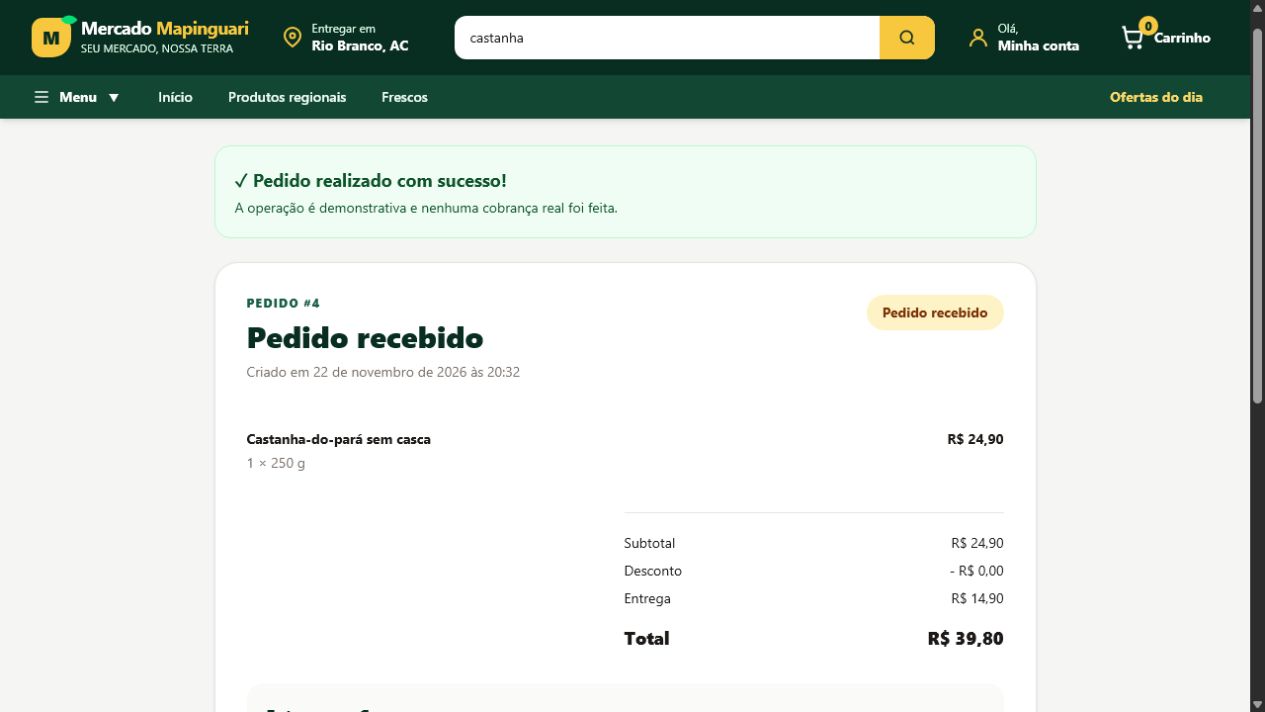 M
Mercado Mapinguari
SEU MERCADO, NOSSA TERRA
Entregar em
Rio Branco, AC
castanha
Olá,
Minha conta
0
Carrinho
Menu ▼
Início
Produtos regionais
Frescos
Ofertas do dia
✓ Pedido realizado com sucesso!
A operação é demonstrativa e nenhuma cobrança real foi feita.
PEDIDO #4
Pedido recebido
Pedido recebido
Criado em 22 de novembro de 2026 às 20:32
Castanha-do-pará sem casca R$ 24,90
1 × 250 g
Subtotal R$ 24,90
Desconto - R$ 0,00
Entrega R$ 14,90
Total R$ 39,80